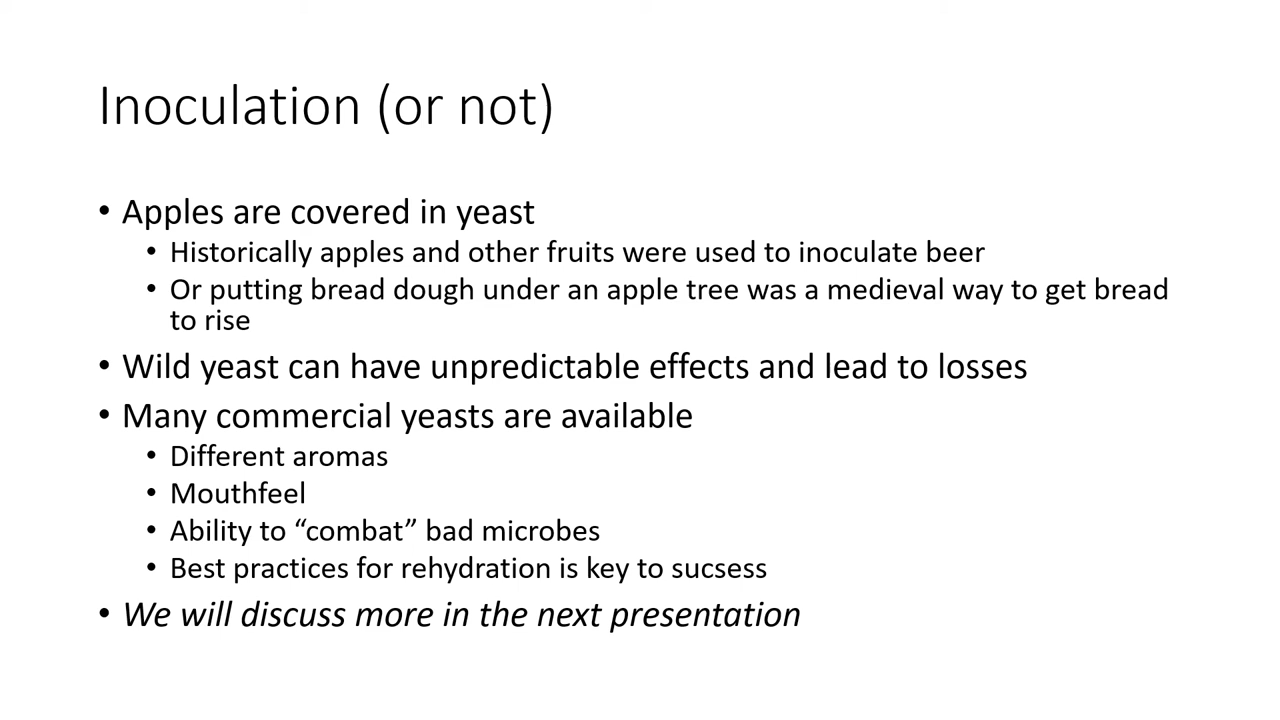 Inoculation (or not)
• Apples are covered in yeast
• Historically apples and other fruits were used to inoculate beer
• Or putting bread dough under an apple tree was a medieval way to get bread
to rise
• Wild yeast can have unpredictable effects and lead to losses
• Many commercial yeasts are available
• Different aromas
• Mouthfeel
• Ability to “combat” bad microbes
• Best practices for rehydration is key to sucsess
• We will discuss more in the next presentation